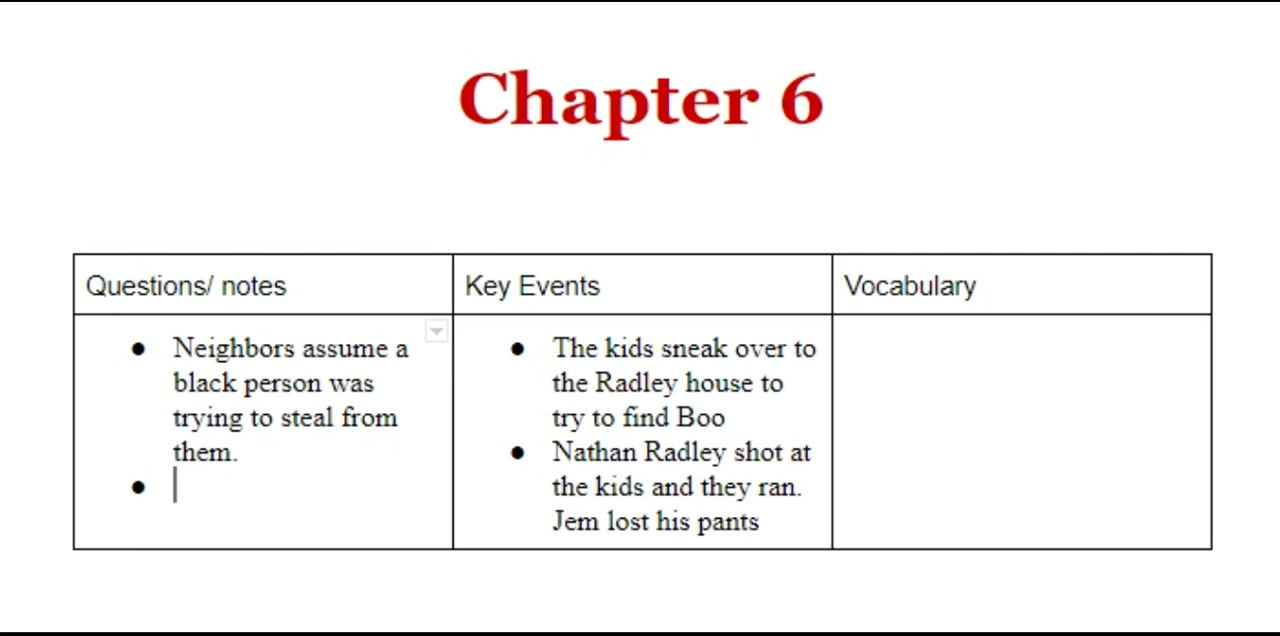 Chapter 6
Questions/ notes
Key Events
Vocabulary
● Neighbors assume a
black person was
trying to steal from
them.
●
● The kids sneak over to
the Radley house to
try to find Boo
● Nathan Radley shot at
the kids and they ran.
Jem lost his pants